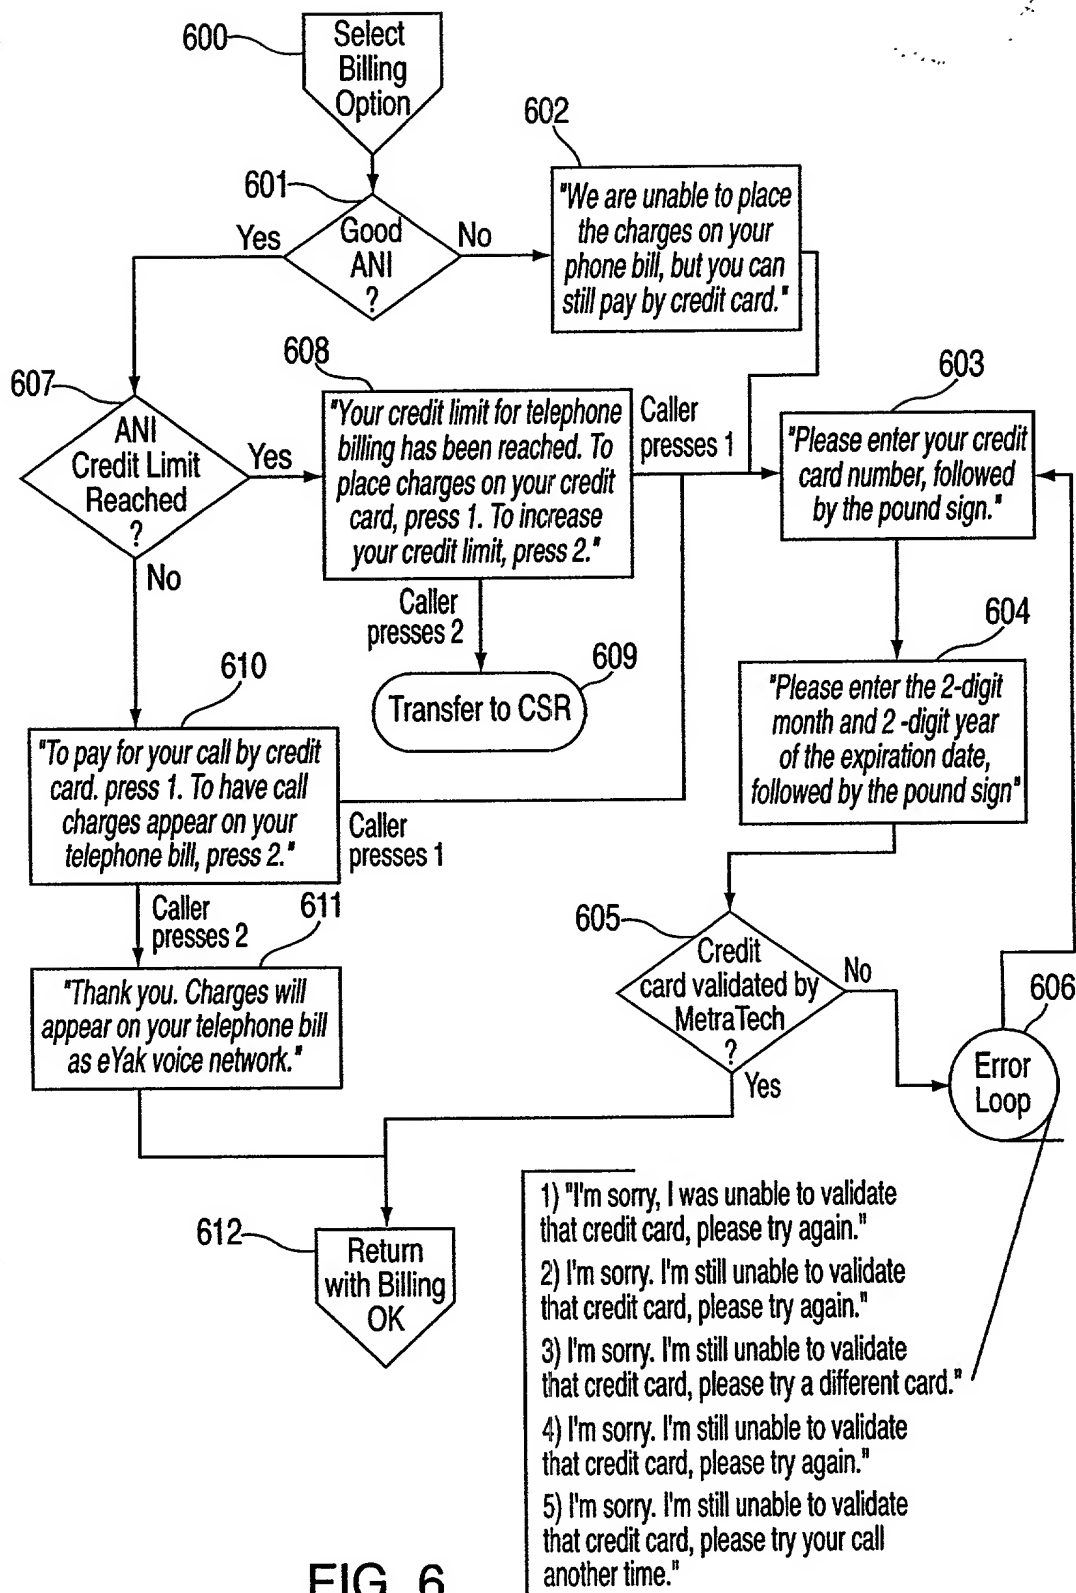 600
Select
Billing
Option
602
601
Yes
Good
ANI
?
No
"We are unable to place
the charges on your
phone bill, but you can
still pay by credit card."
608
607
603
ANI
Credit Limit
Reached
?
Yes
No
"Your credit limit for telephone
billing has been reached. To
place charges on your credit
card, press 1. To increase
your credit limit, press 2."
Caller
presses 1
"Please enter your credit
card number, followed
by the pound sign."
Caller
presses 2
609
Transfer to CSR
604
"Please enter the 2-digit
month and 2 -digit year
of the expiration date,
followed by the pound sign"
610
"To pay for your call by credit
card. press 1. To have call
charges appear on your
telephone bill, press 2."
Caller
presses 1
Caller
presses 2
611
"Thank you. Charges will
appear on your telephone bill
as eYak voice network."
605
Credit
card validated by
MetraTech
?
No
Yes
606
Error
Loop
612
Return
with Billing
OK
1) "I'm sorry, I was unable to validate
that credit card, please try again."
2) I'm sorry. I'm still unable to validate
that credit card, please try again."
3) I'm sorry. I'm still unable to validate
that credit card, please try a different card."
4) I'm sorry. I'm still unable to validate
that credit card, please try again."
5) I'm sorry. I'm still unable to validate
that credit card, please try your call
another time."
FIG. 6